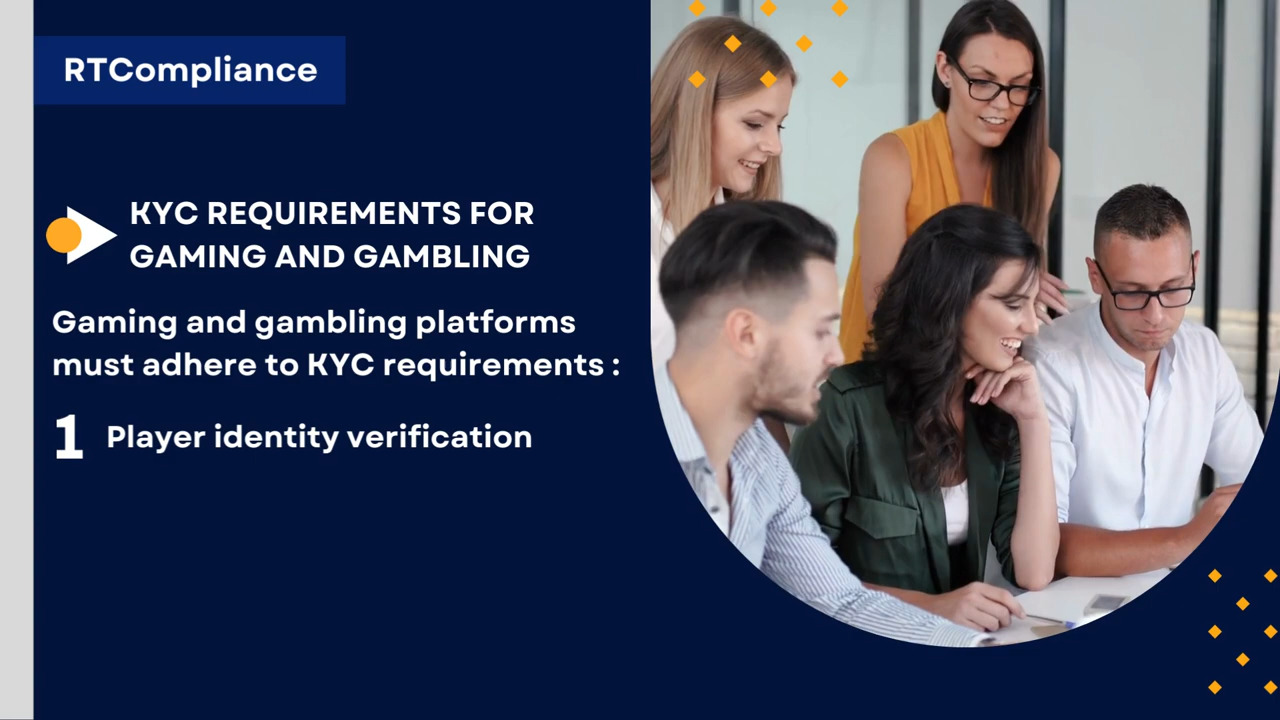 RTCompliance
KYC REQUIREMENTS FOR
GAMING AND GAMBLING
Gaming and gambling platforms
must adhere to KYC requirements :
1 Player identity verification